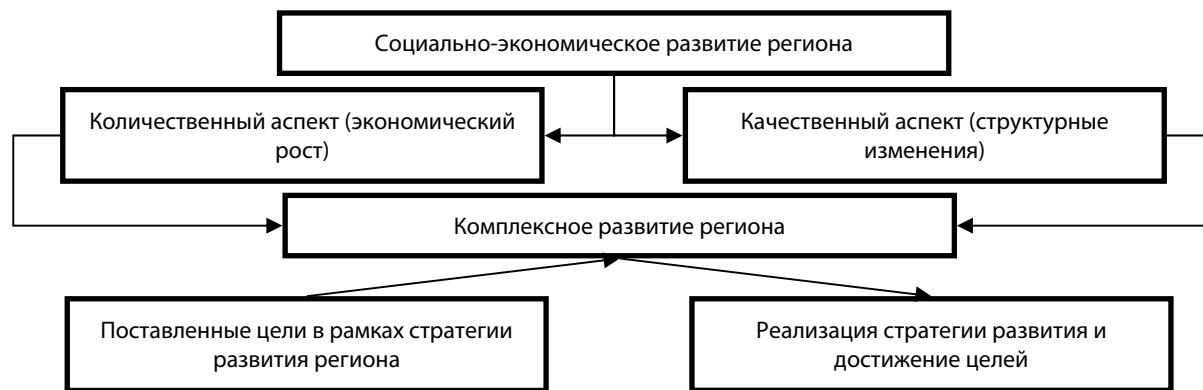 Социально-экономическое развитие региона
Количественный аспект (экономический
рост)
Качественный аспект (структурные
изменения)
Комплексное развитие региона
Поставленные цели в рамках стратегии
развития региона
Реализация стратегии развития и
достижение целей